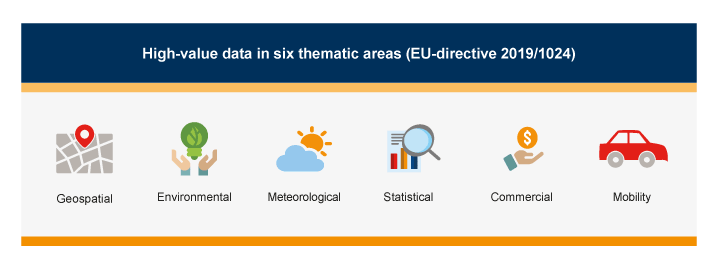 High-value data in six thematic areas (EU-directive 2019/1024)
Geospatial
Environmental
Meteorological
Statistical
Commercial
Mobility